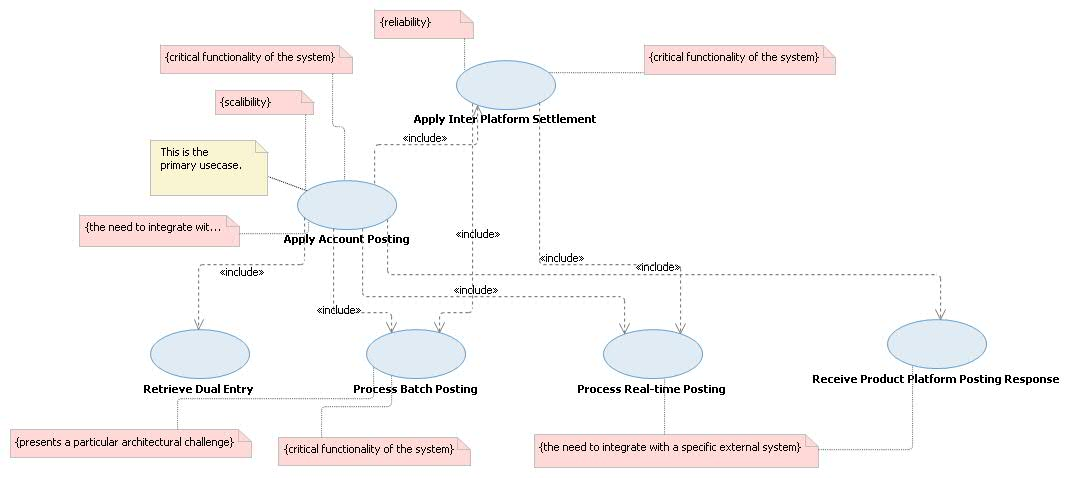 {reliability}
{critical functionality of the system}
{critical functionality of the system}
{scalibility}
Apply Inter Platform Settlement
«include»
This is the
primary usecase.
{the need to integrate wit...
Apply Account Posting
«include»
«include»
«include»
«include»
«include»
«include»
Retrieve Dual Entry
Process Batch Posting
Process Real-time Posting
Receive Product Platform Posting Response
{presents a particular architectural challenge}
{critical functionality of the system}
{the need to integrate with a specific external system}